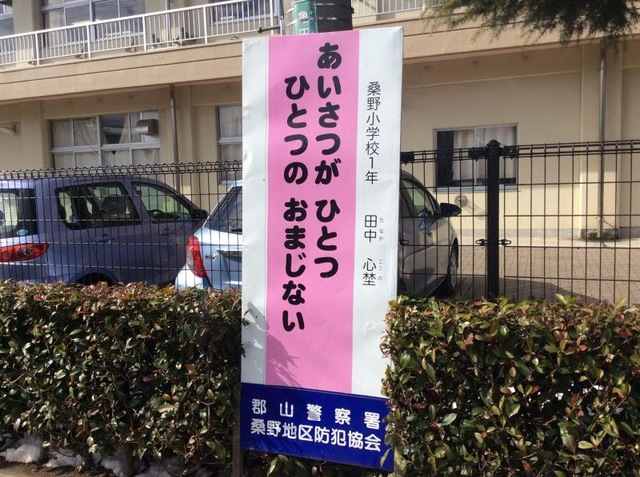 桑野小学校1年 田中 心埜
たなか ここの
あいさつが ひとつ
ひとつの おまじない
郡山警察署
桑野地区防犯協会